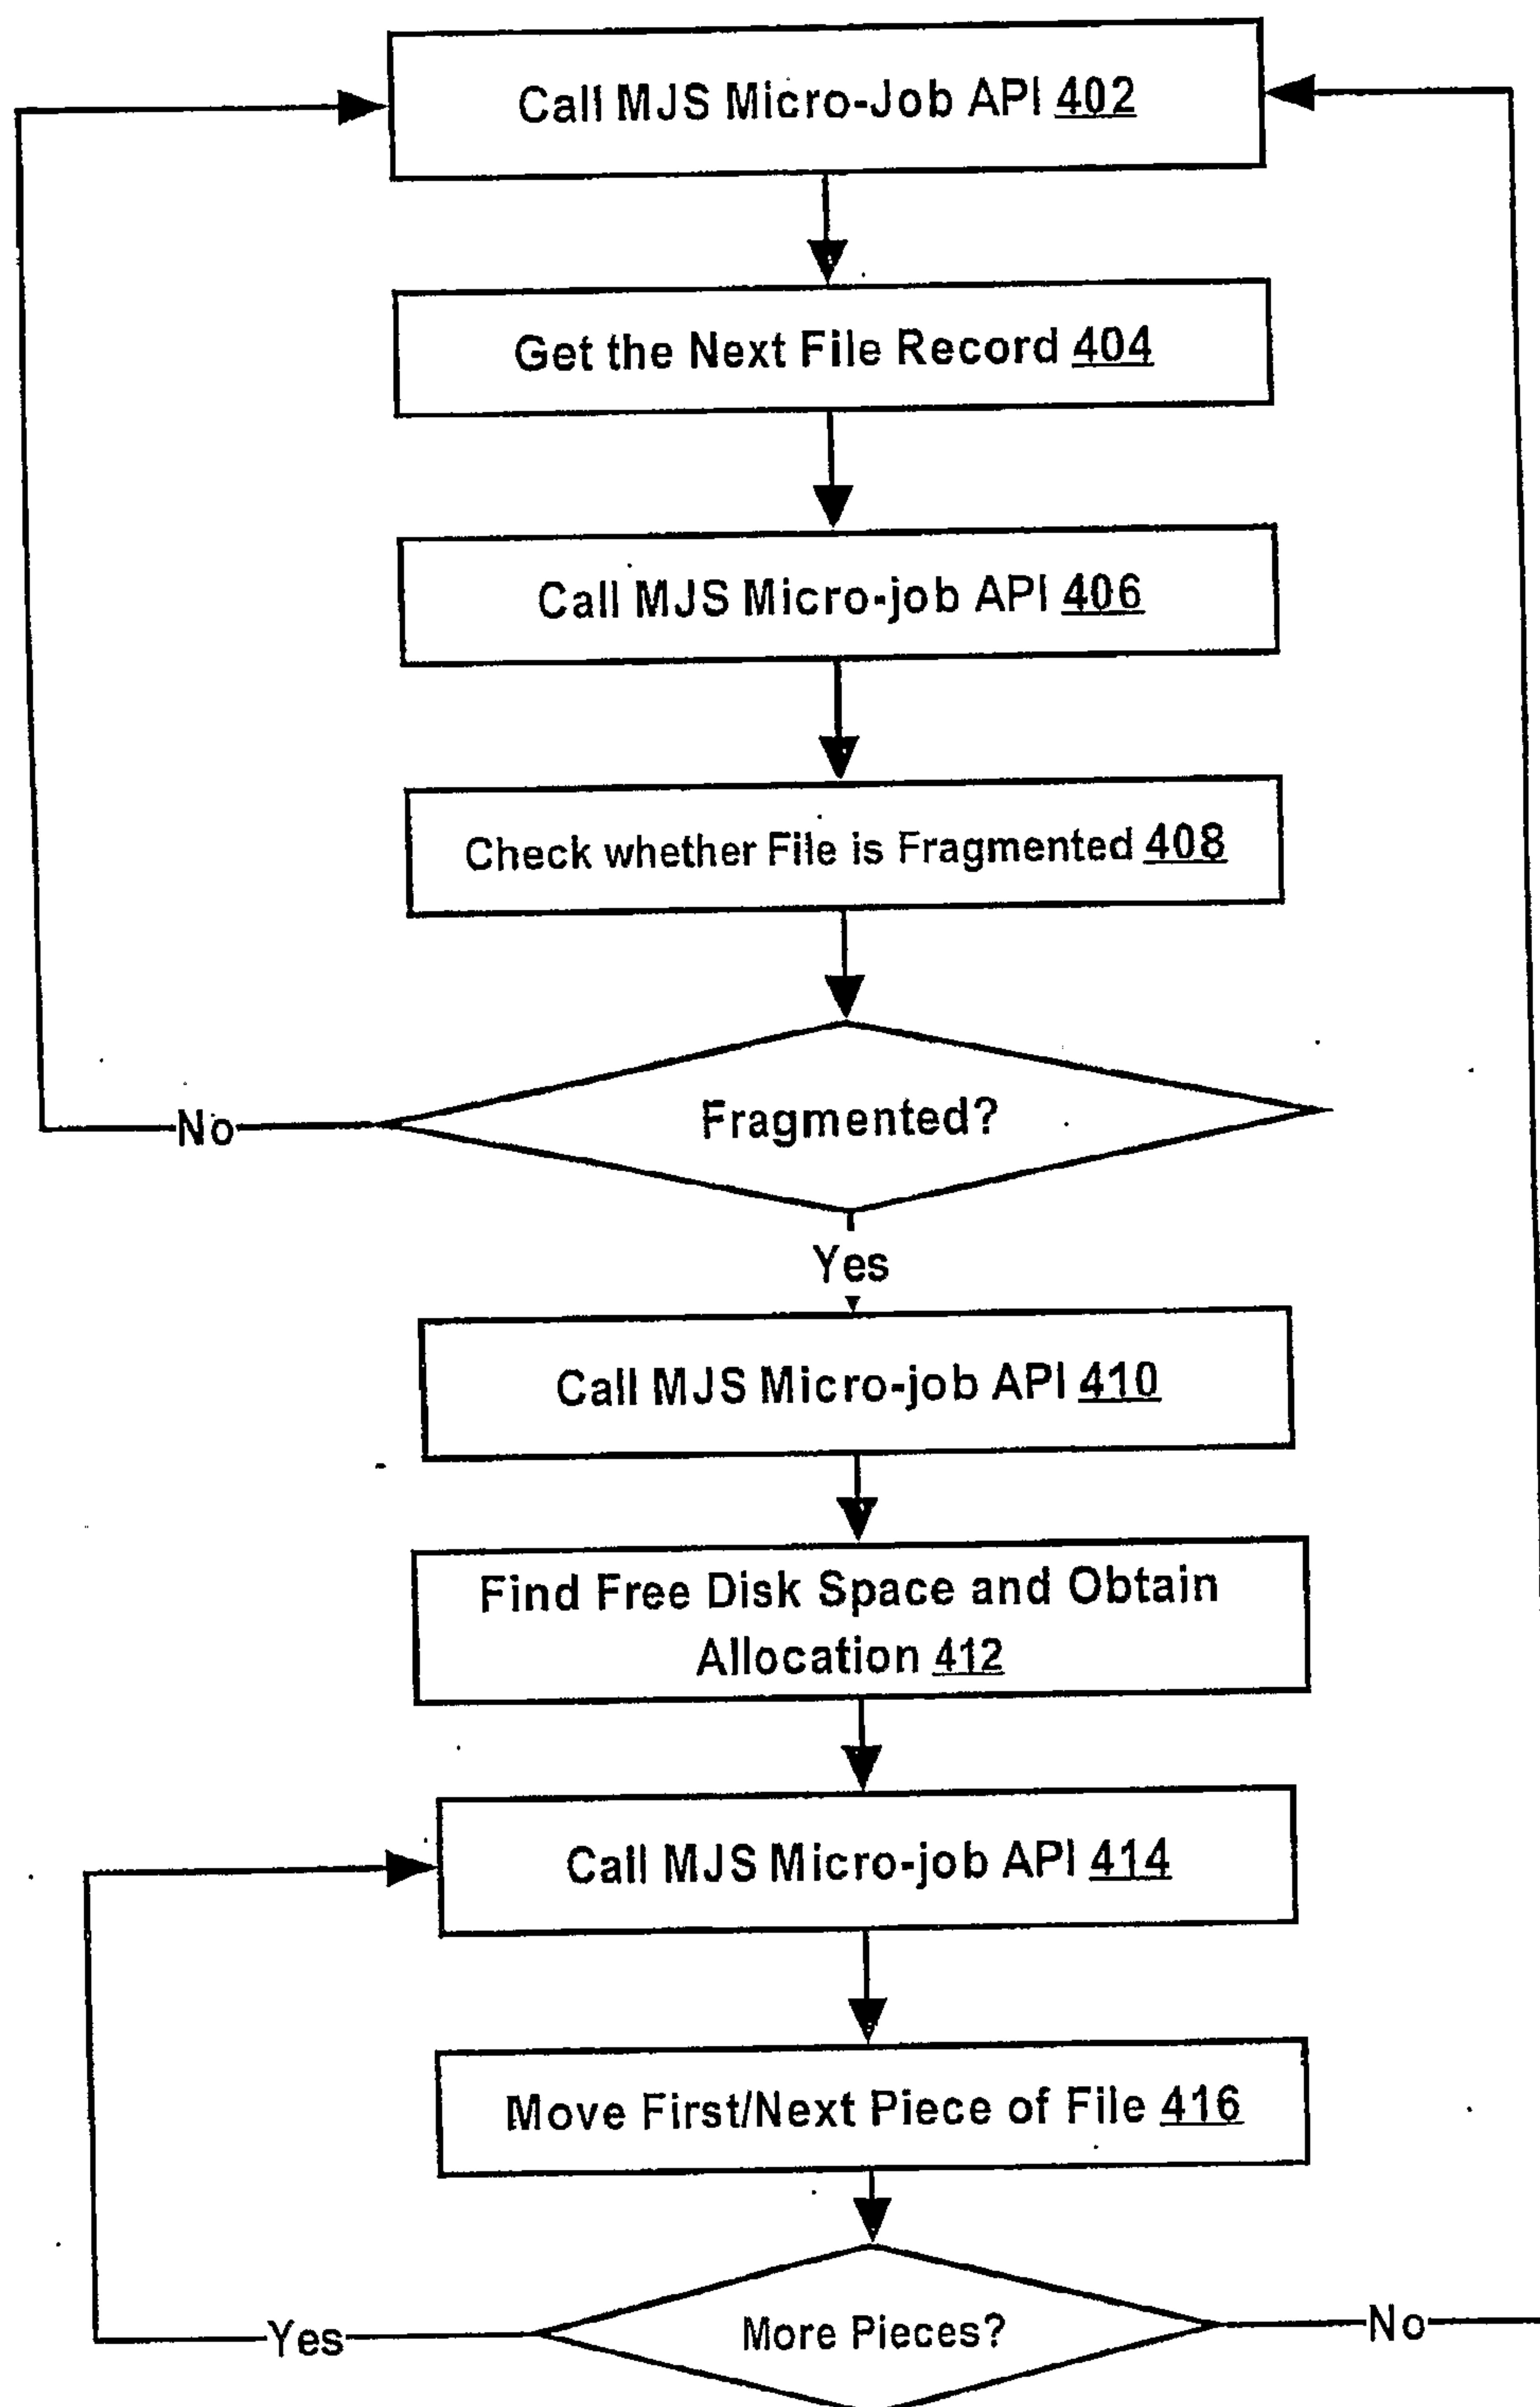 Call MJS Micro-Job API 402
Get the Next File Record 404
Call MJS Micro-job API 406
Check whether File is Fragmented 408
Fragmented?
No
Yes
Call MJS Micro-job API 410
Find Free Disk Space and Obtain
Allocation 412
Call MJS Micro-job API 414
Move First/Next Piece of File 416
More Pieces?
Yes
No